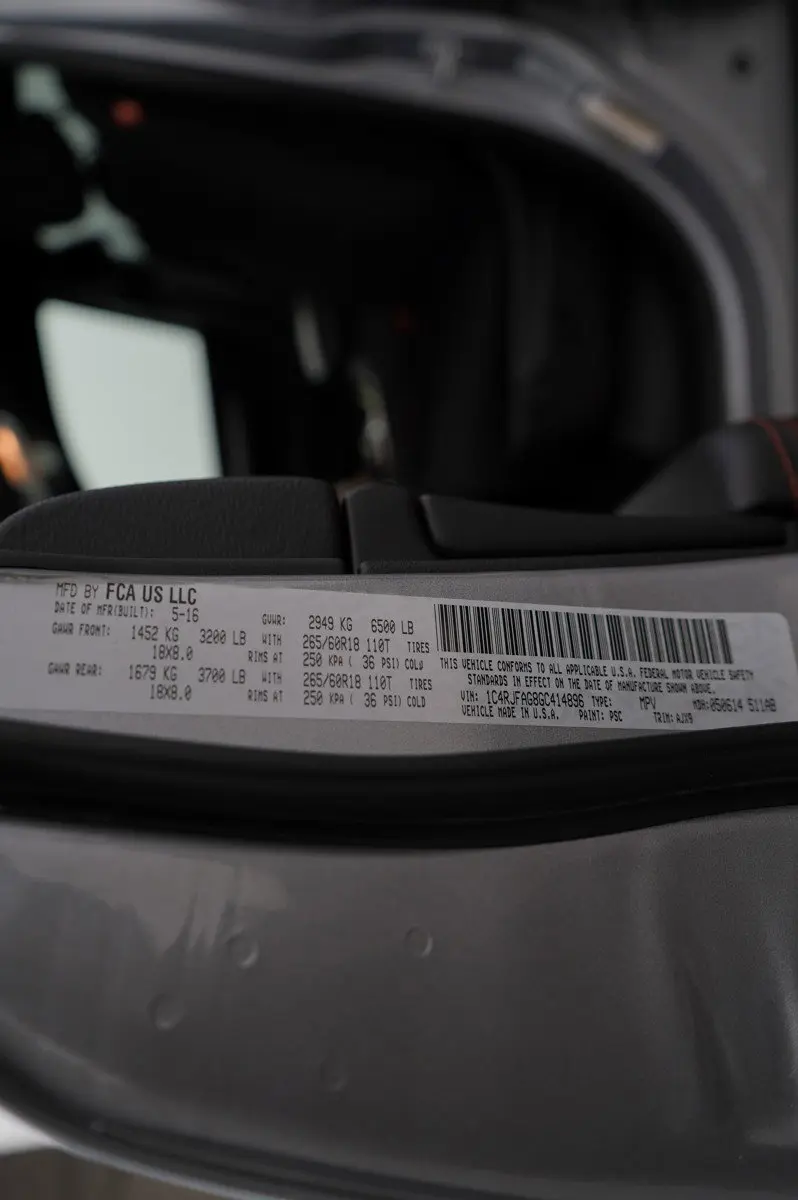 MFD BY FCA US LLC
DATE OF MFR(BUILT): 5-16 GVWR: 2949 KG 6500 LB
GAWR FRONT: 1452 KG 3200 LB WITH 265/60R18 110T TIRES
18X8.0 RIMS AT 250 KPA ( 36 PSI) COLD
GAWR REAR: 1679 KG 3700 LB WITH 265/60R18 110T TIRES
18X8.0 RIMS AT 250 KPA ( 36 PSI) COLD
THIS VEHICLE CONFORMS TO ALL APPLICABLE U.S.A. FEDERAL MOTOR VEHICLE SAFETY
STANDARDS IN EFFECT ON THE DATE OF MANUFACTURE SHOWN ABOVE.
VIN: 1C4RJFAG8GC414896 TYPE: MPV MDH: 050614 511AB
VEHICLE MADE IN U.S.A. PAINT: PSC TRIM: